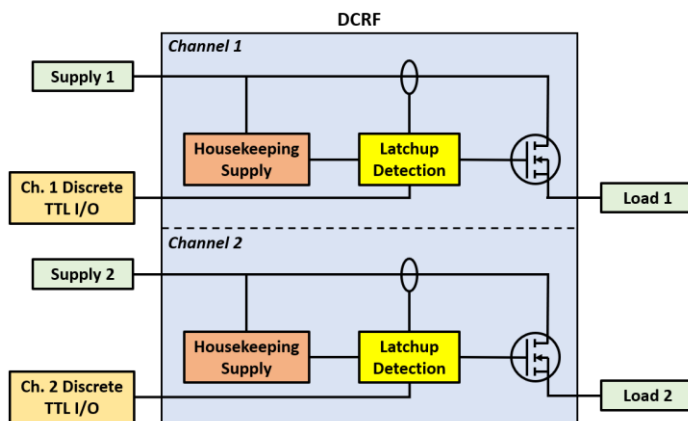 DCRF
Channel 1
Supply 1
Housekeeping
Supply
Latchup
Detection
Ch. 1 Discrete
TTL I/O
Load 1
Channel 2
Supply 2
Housekeeping
Supply
Latchup
Detection
Ch. 2 Discrete
TTL I/O
Load 2